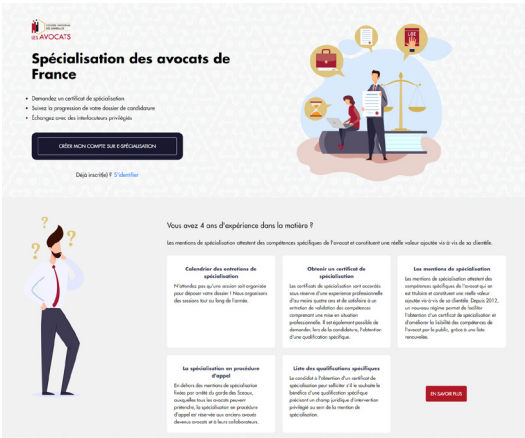 CONSEIL NATIONAL
DES BARREAUX
LES AVOCATS
LOI
Spécialisation des avocats de
France
Demandez un certificat de spécialisation
Suivez la progression de votre dossier de candidature
Échangez avec des interlocuteurs privilégiés
CRÉER MON COMPTE SUR E-SPÉCIALISATION
Déjà inscrit(e) ? S'identifier
Vous avez 4 ans d'expérience dans la matière ?
Les mentions de spécialisation attestent des compétences spécifiques de l'avocat et constituent une réelle valeur ajoutée vis à vis de sa clientèle.
Calendrier des entretiens de
spécialisation
N'attendez pas qu'une session soit organisée
pour déposer votre dossier ! Nous organisons
des sessions tout au long de l'année.
Obtenir un certificat de
spécialisation
Les certificats de spécialisation sont accordés
sous réserve d'une expérience professionnelle
d'au moins quatre ans et de satisfaire à un
entretien de validation des compétences
comprenant une mise en situation
professionnelle. Il est également possible de
demander, lors de la candidature, l'obtention
d'une qualification spécifique.
Les mentions de spécialisation
Les mentions de spécialisation attestent des
compétences spécifiques de l'avocat qui en
est titulaire et constituent une réelle valeur
ajoutée vis-à-vis de sa clientèle. Depuis 2012,
un nouveau régime permet de faciliter
l'obtention d'un certificat de spécialisation et
d'améliorer la lisibilité des compétences de
l'avocat par le public, grâce à une liste
renouvelée.
La spécialisation en procédure
d'appel
En dehors des mentions de spécialisation
fixées par arrêté du garde des Sceaux,
auxquelles tous les avocats peuvent
prétendre, la spécialisation en procédure
d'appel est réservée aux anciens avoués
devenus avocats et à leurs collaborateurs.
Liste des qualifications spécifiques
Le candidat à l'obtention d'un certificat de
spécialisation peut solliciter s'il le souhaite le
bénéfice d'une qualification spécifique
précisant un champ juridique d'intervention
privilégié au sein de la mention de
spécialisation.
EN SAVOIR PLUS